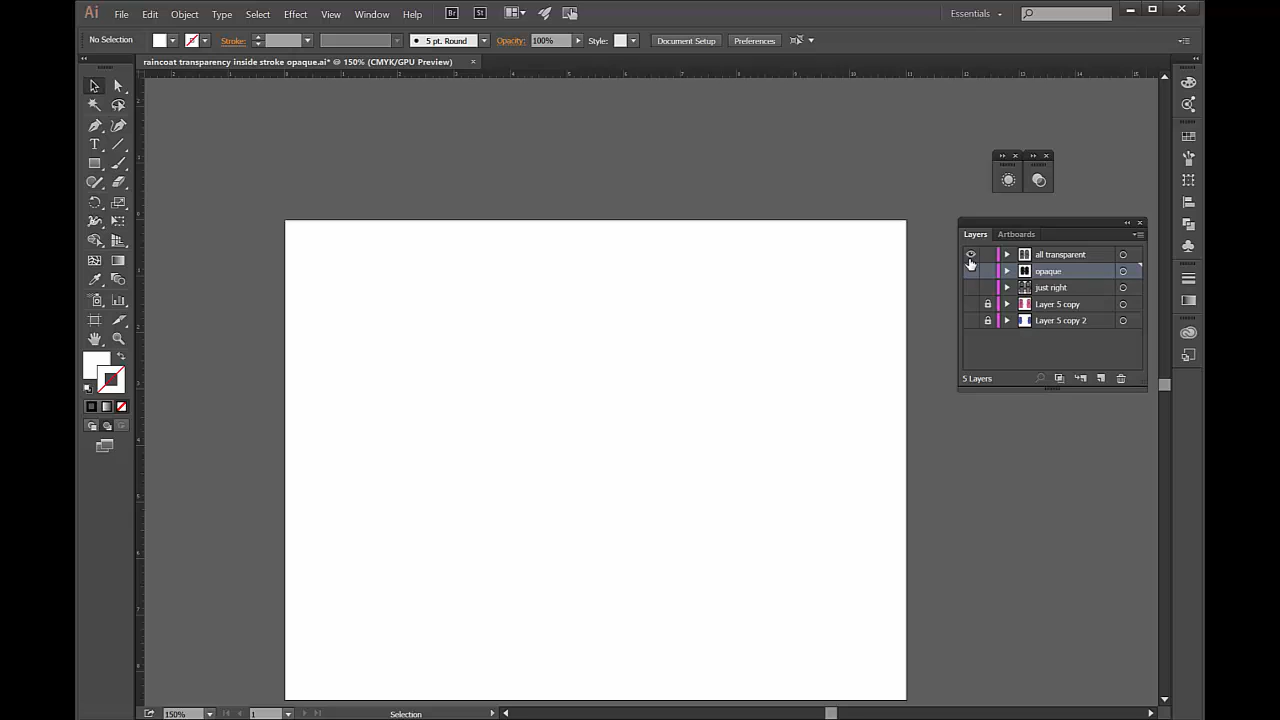 Ai File Edit Object Type Select Effect View Window Help Br St Essentials
No Selection Stroke: 5 pt. Round Opacity: 100% Style: Document Setup Preferences
raincoat transparency inside stroke opaque.ai* @ 150% (CMYK/GPU Preview) ×
Layers Artboards
all transparent
opaque
just right
Layer 5 copy
Layer 5 copy 2
5 Layers
150% 1 Selection